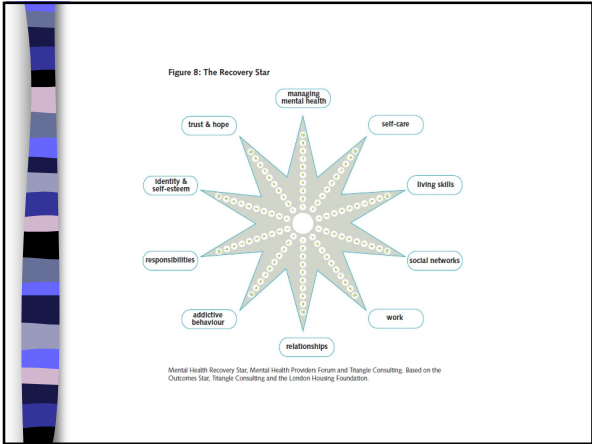 Figure 8: The Recovery Star
managing
mental health
trust & hope
self-care
identity &
self-esteem
living skills
responsibilities
social networks
addictive
behaviour
work
relationships
Mental Health Recovery Star, Mental Health Providers Forum and Triangle Consulting. Based on the
Outcomes Star, Triangle Consulting and the London Housing Foundation.